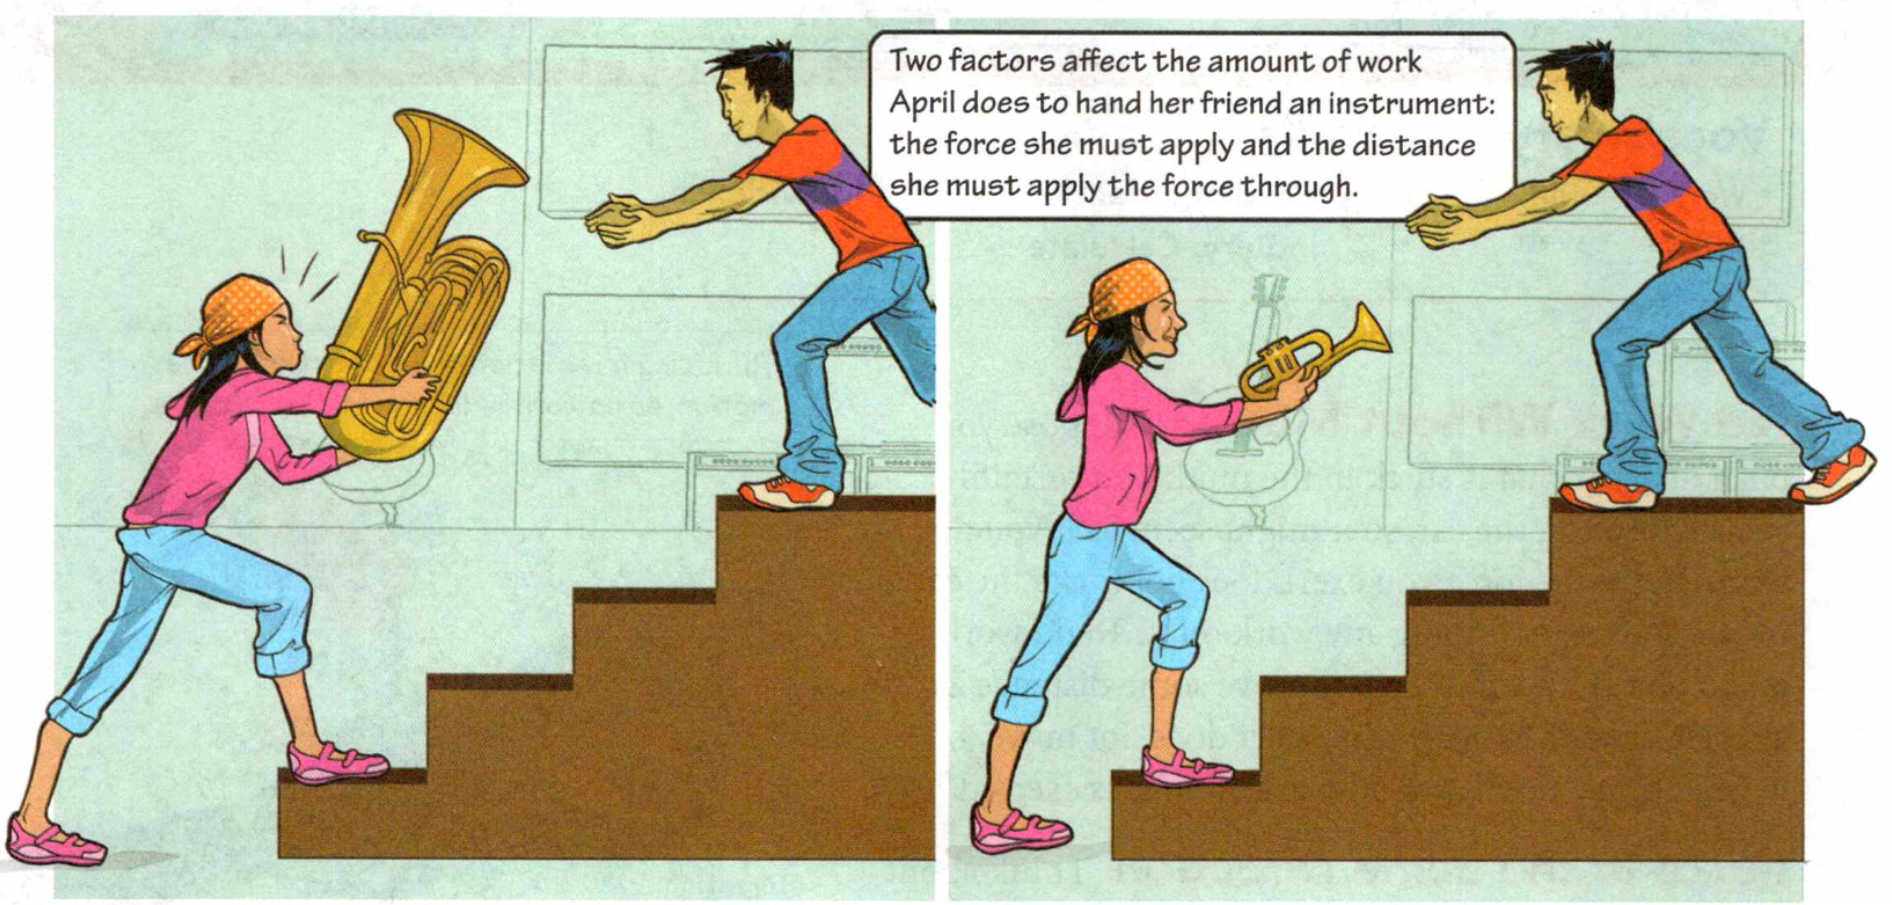 Two factors affect the amount of work
April does to hand her friend an instrument:
the force she must apply and the distance
she must apply the force through.